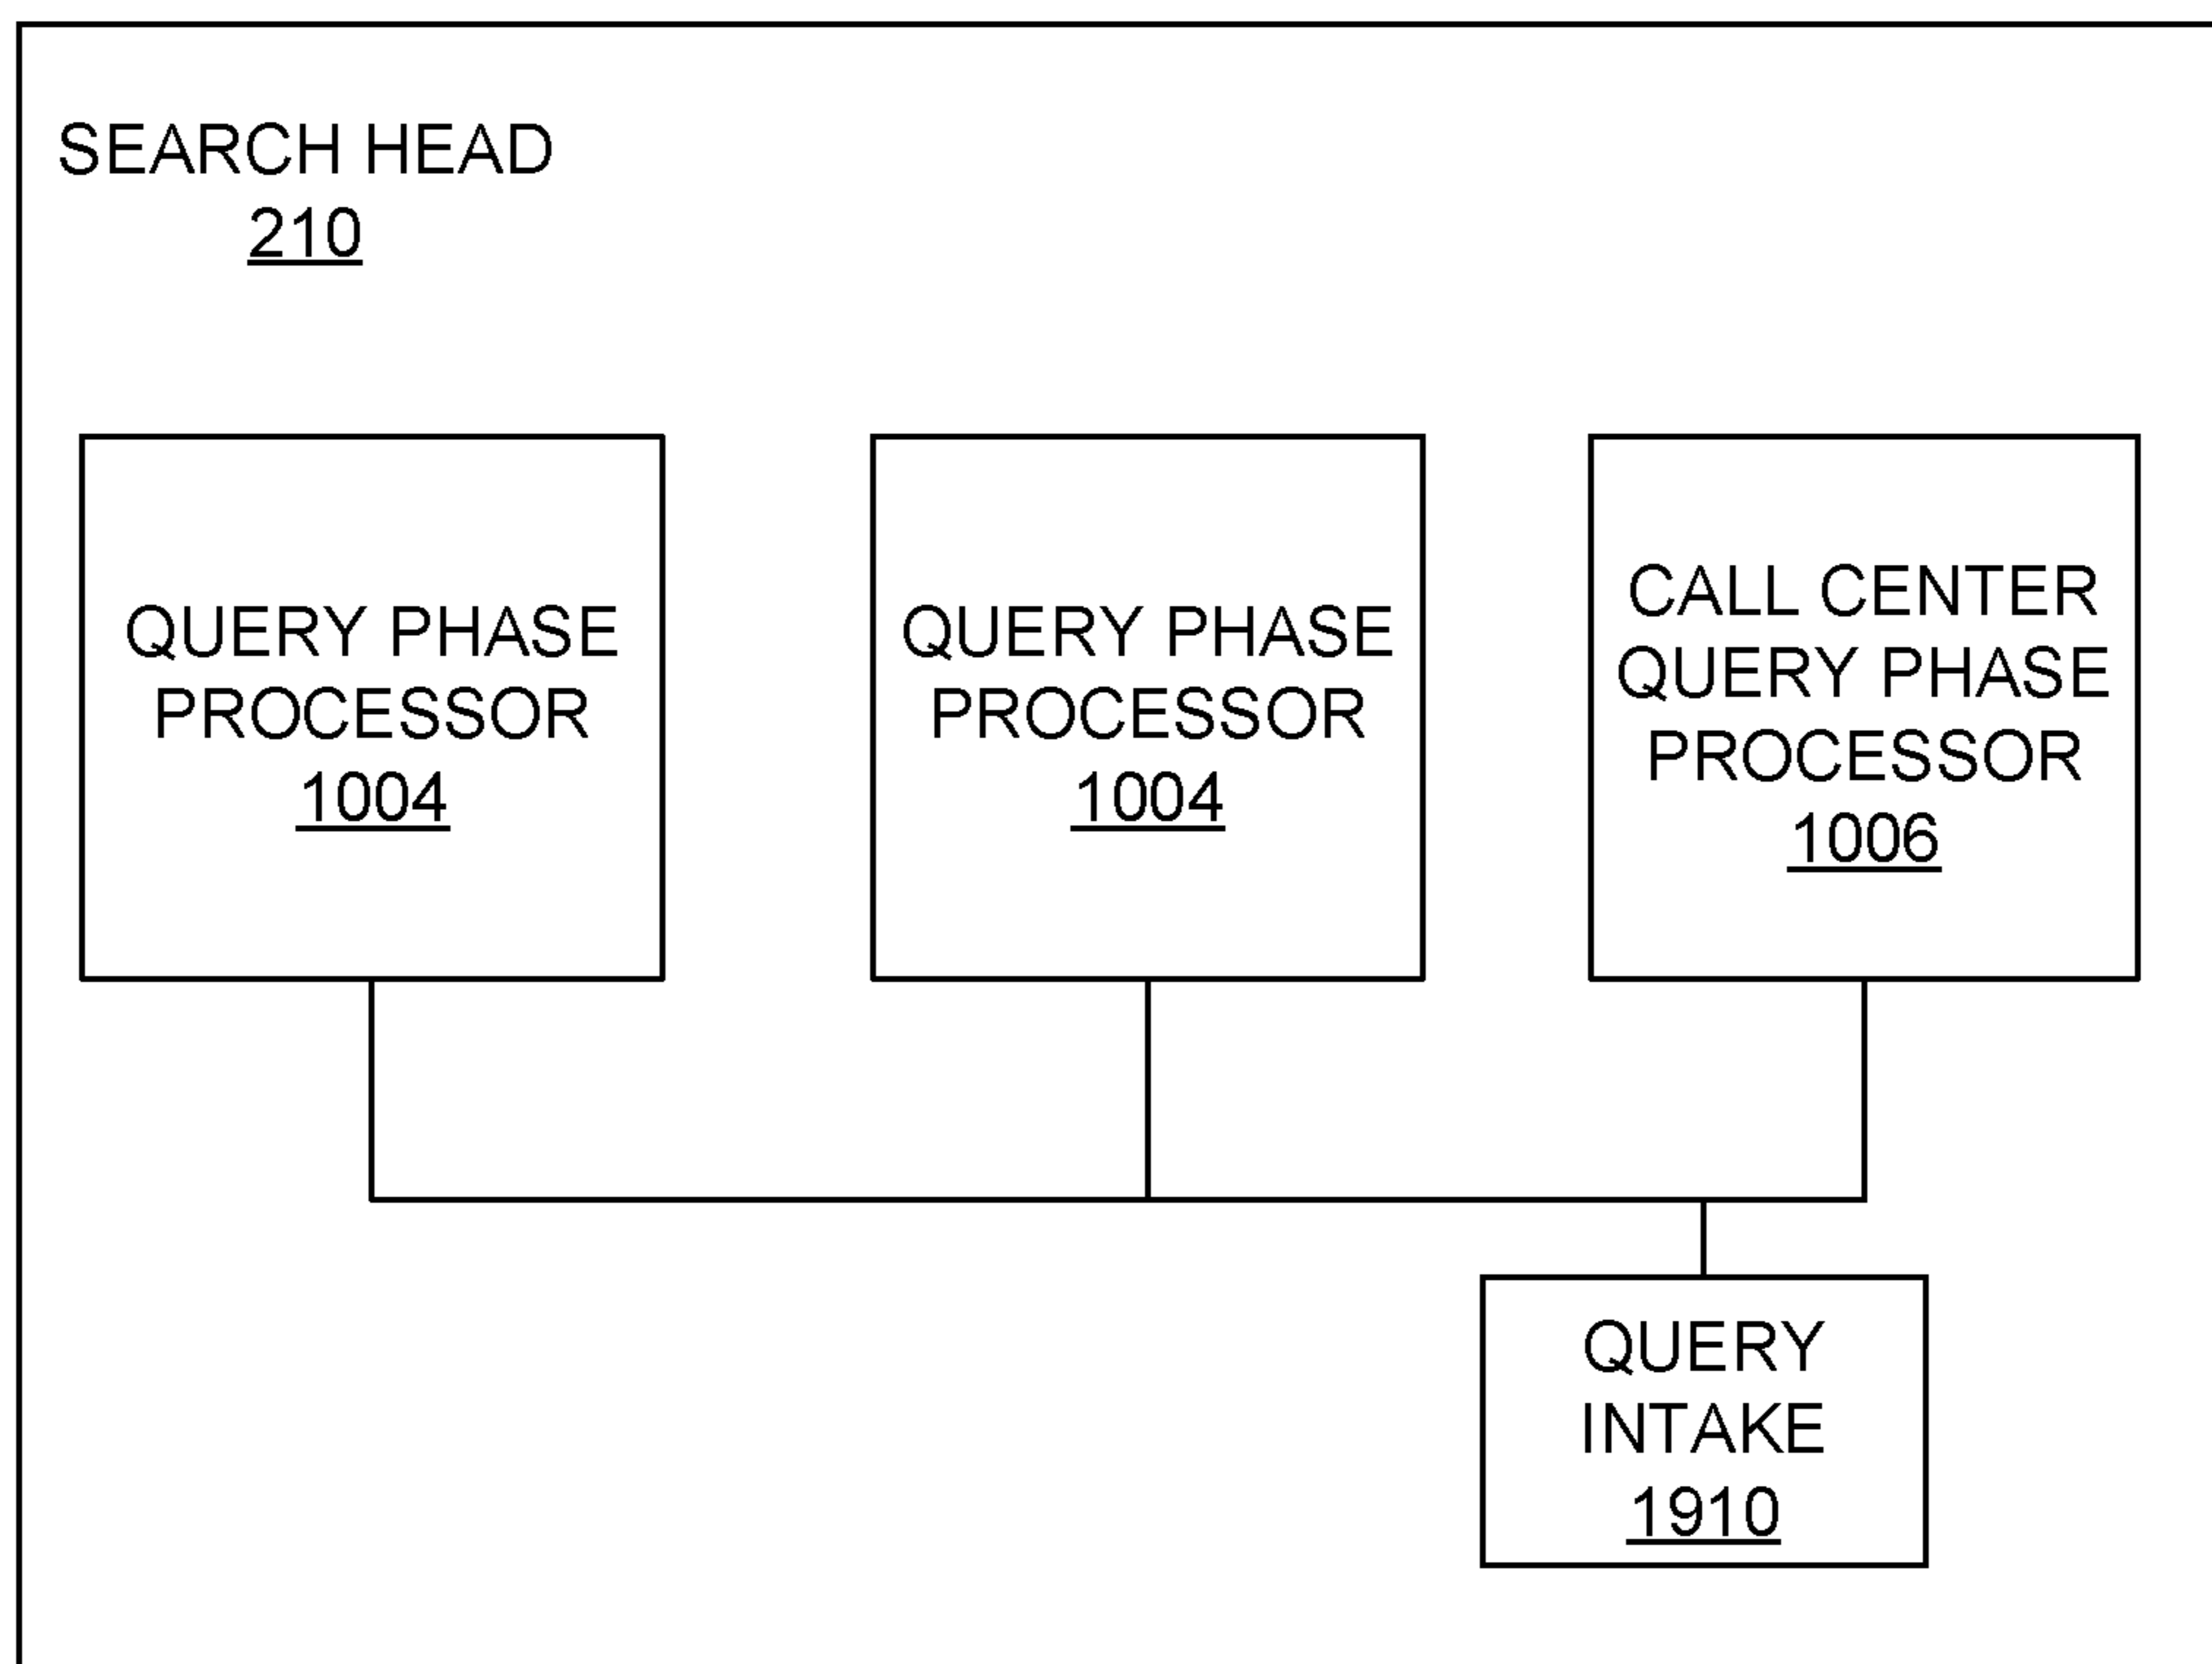 SEARCH HEAD
210
QUERY PHASE
PROCESSOR
1004
QUERY PHASE
PROCESSOR
1004
CALL CENTER
QUERY PHASE
PROCESSOR
1006
QUERY
INTAKE
1910